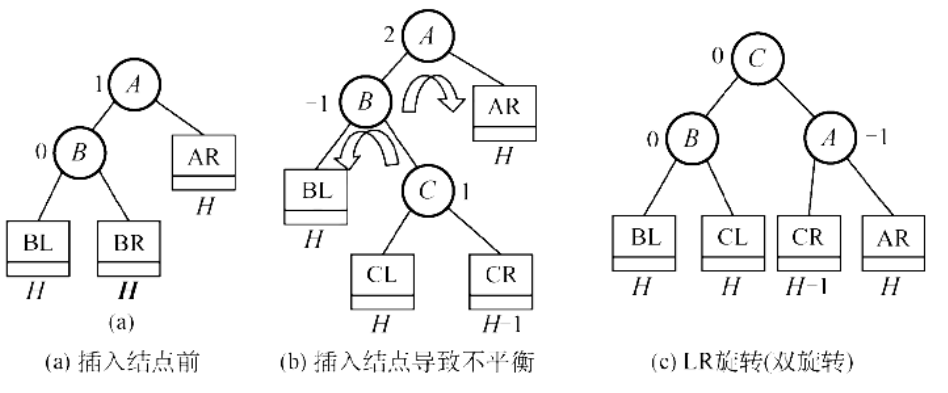 1 A
0 B
AR
H
BL BR
H H
(a)
(a) 插入结点前
2 A
-1 B
AR
H
BL
H
C 1
CL CR
H H-1
(b) 插入结点导致不平衡
0 C
0 B A -1
BL CL CR AR
H H H-1 H
(c) LR旋转(双旋转)